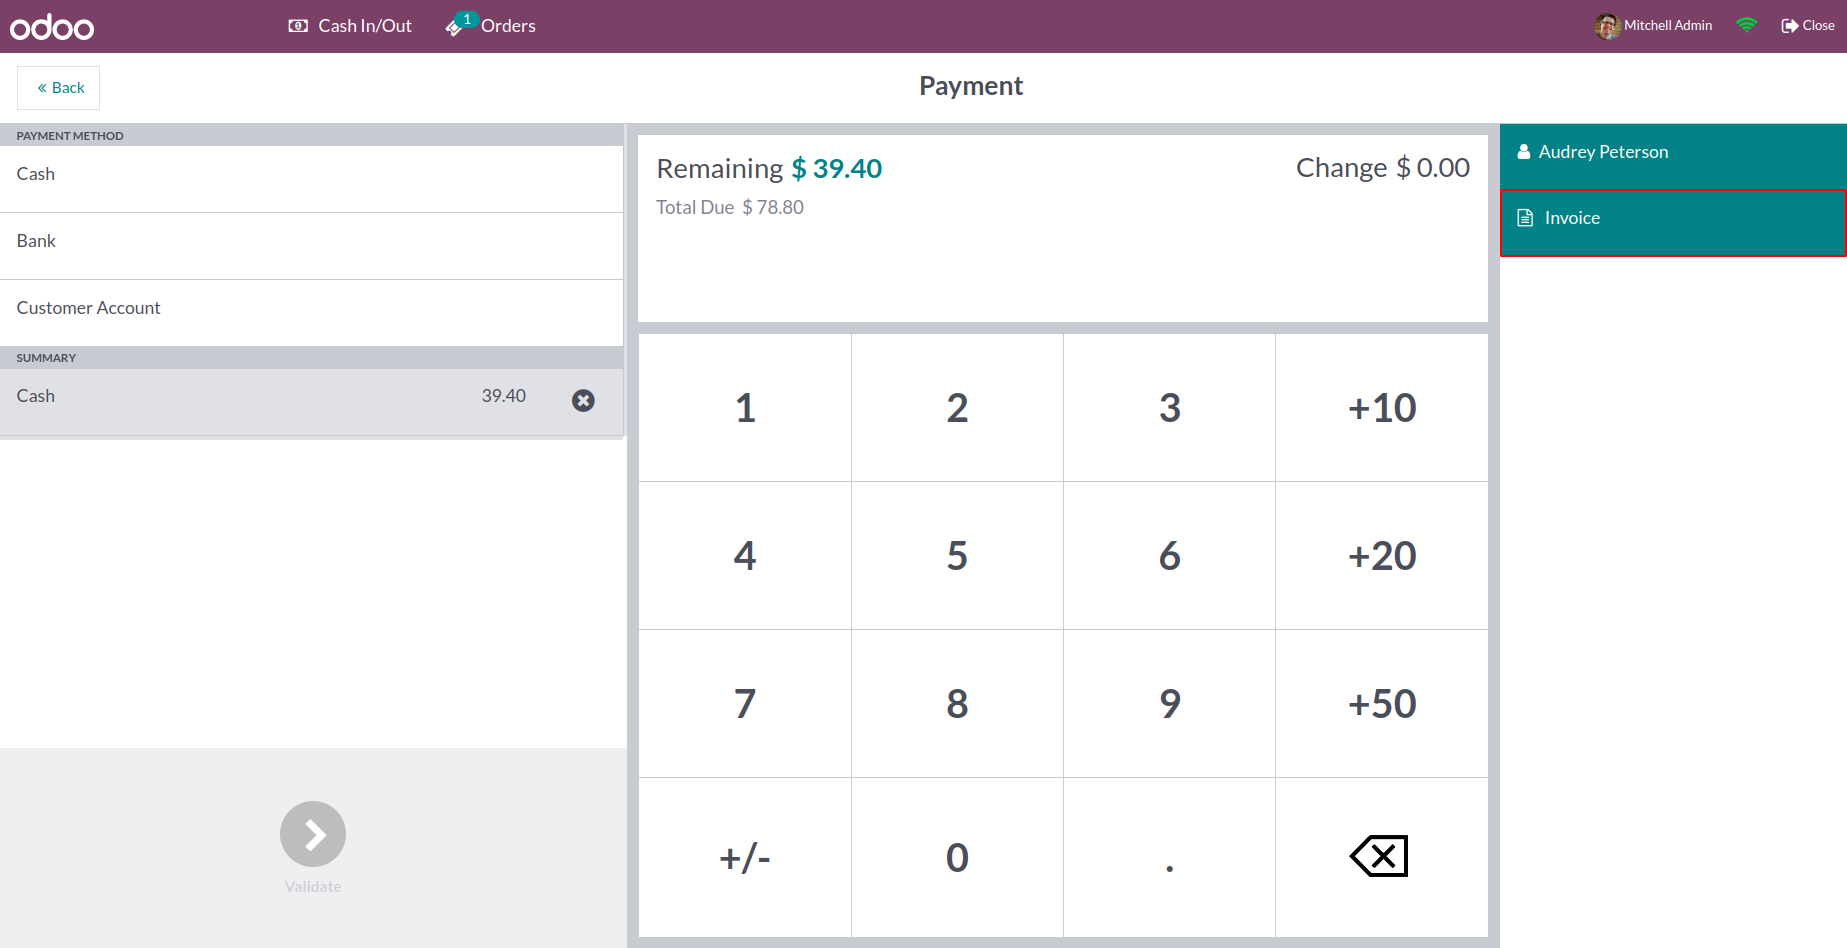 odoo
Cash In/Out
1
Orders
Mitchell Admin
Close
« Back
Payment
PAYMENT METHOD
Cash
Bank
Customer Account
SUMMARY
Cash 39.40
Validate
Remaining $ 39.40
Change $ 0.00
Total Due $ 78.80
1 2 3 +10
4 5 6 +20
7 8 9 +50
+/- 0 .
Audrey Peterson
Invoice